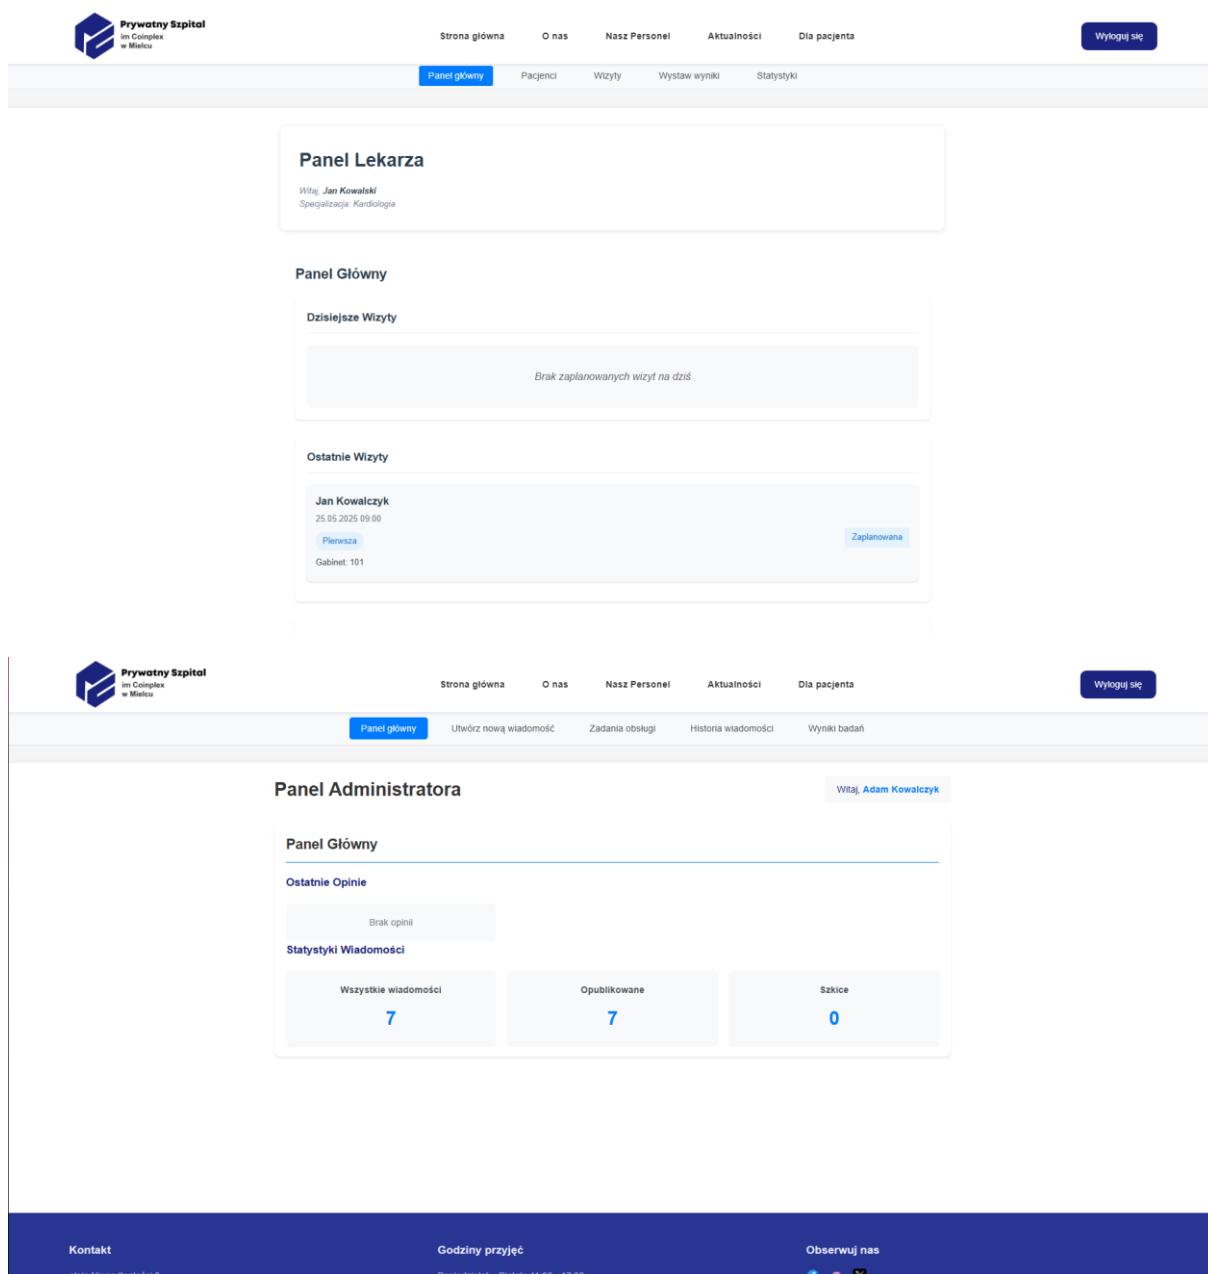 Prywatny Szpital
im Coinplex
w Mielcu
Strona główna O nas Nasz Personel Aktualności Dla pacjenta
Wyloguj się
Panel główny Pacjenci Wizyty Wystaw wyniki Statystyki
Panel Lekarza
Witaj, Jan Kowalski
Specjalizacja: Kardiologia
Panel Główny
Dzisiejsze Wizyty
Brak zaplanowanych wizyt na dziś
Ostatnie Wizyty
Jan Kowalczyk
25.05.2025 09:00
Pierwsza
Zaplanowana
Gabinet: 101
Prywatny Szpital
im Coinplex
w Mielcu
Strona główna O nas Nasz Personel Aktualności Dla pacjenta
Wyloguj się
Panel główny Utwórz nową wiadomość Zadania obsługi Historia wiadomości Wyniki badań
Panel Administratora
Witaj, Adam Kowalczyk
Panel Główny
Ostatnie Opinie
Brak opinii
Statystyki Wiadomości
Wszystkie wiadomości Opublikowane Szkice
7 7 0
Kontakt Godziny przyjęć Obserwuj nas